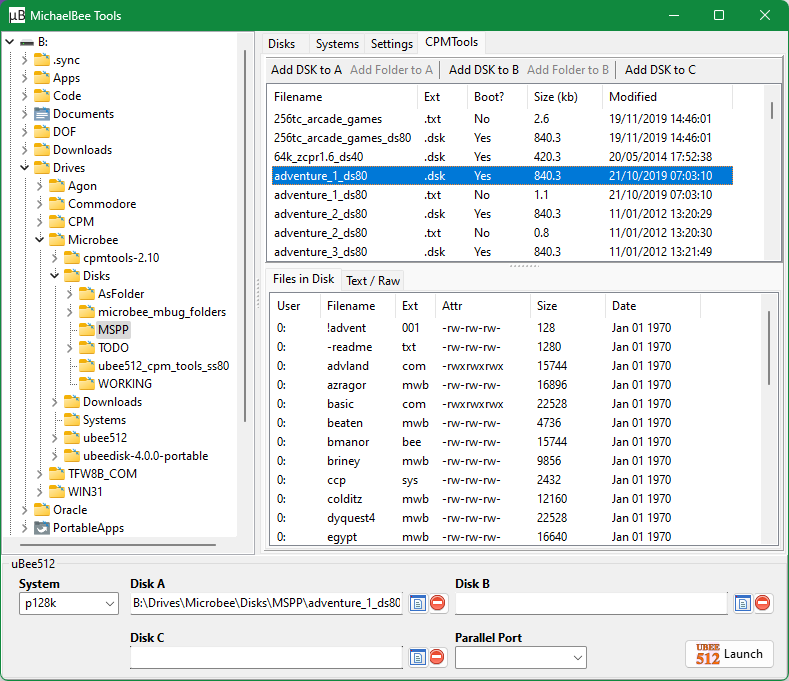 µB MichaelBee Tools
B:
.sync
Apps
Code
Documents
DOF
Downloads
Drives
Agon
Commodore
CPM
Microbee
cpmtools-2.10
Disks
AsFolder
microbee_mbug_folders
MSPP
TODO
ubee512_cpm_tools_ss80
WORKING
Downloads
Systems
ubee512
ubeedisk-4.0.0-portable
TFW8B_COM
WIN31
Oracle
PortableApps
Disks Systems Settings CPMTools
Add DSK to A Add Folder to A Add DSK to B Add Folder to B Add DSK to C
Filename Ext Boot? Size (kb) Modified
256tc_arcade_games .txt No 2.6 19/11/2019 14:46:01
256tc_arcade_games_ds80 .dsk Yes 840.3 19/11/2019 14:46:01
64k_zcpr1.6_ds40 .dsk Yes 420.3 20/05/2014 17:52:38
adventure_1_ds80 .dsk Yes 840.3 21/10/2019 07:03:10
adventure_1_ds80 .txt No 1.1 21/10/2019 07:03:10
adventure_2_ds80 .dsk Yes 840.3 11/01/2012 13:20:29
adventure_2_ds80 .txt No 0.8 11/01/2012 13:20:30
adventure_3_ds80 .dsk Yes 840.3 11/01/2012 13:21:49
Files in Disk Text / Raw
User Filename Ext Attr Size Date
0: !advent 001 -rw-rw-rw- 128 Jan 01 1970
0: -readme txt -rw-rw-rw- 1280 Jan 01 1970
0: advland com -rwxrwxrwx 15744 Jan 01 1970
0: azragor mwb -rw-rw-rw- 16896 Jan 01 1970
0: basic com -rwxrwxrwx 22528 Jan 01 1970
0: beaten mwb -rw-rw-rw- 4736 Jan 01 1970
0: bmanor bee -rw-rw-rw- 15744 Jan 01 1970
0: briney mwb -rw-rw-rw- 9856 Jan 01 1970
0: ccp sys -rw-rw-rw- 2432 Jan 01 1970
0: colditz mwb -rw-rw-rw- 12160 Jan 01 1970
0: dyquest4 mwb -rw-rw-rw- 22528 Jan 01 1970
0: egypt mwb -rw-rw-rw- 16640 Jan 01 1970
uBee512
System Disk A Disk B
p128k B:\Drives\Microbee\Disks\MSPP\adventure_1_ds80
Disk C Parallel Port
UBEE 512 Launch